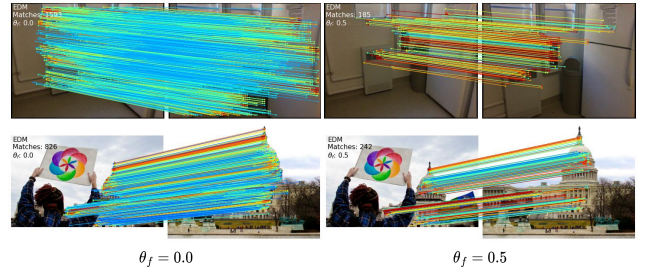 EDM
Matches: 1593
θf: 0.0
EDM
Matches: 185
θf: 0.5
EDM
Matches: 826
θf: 0.0
EDM
Matches: 242
θf: 0.5
θf = 0.0
θf = 0.5